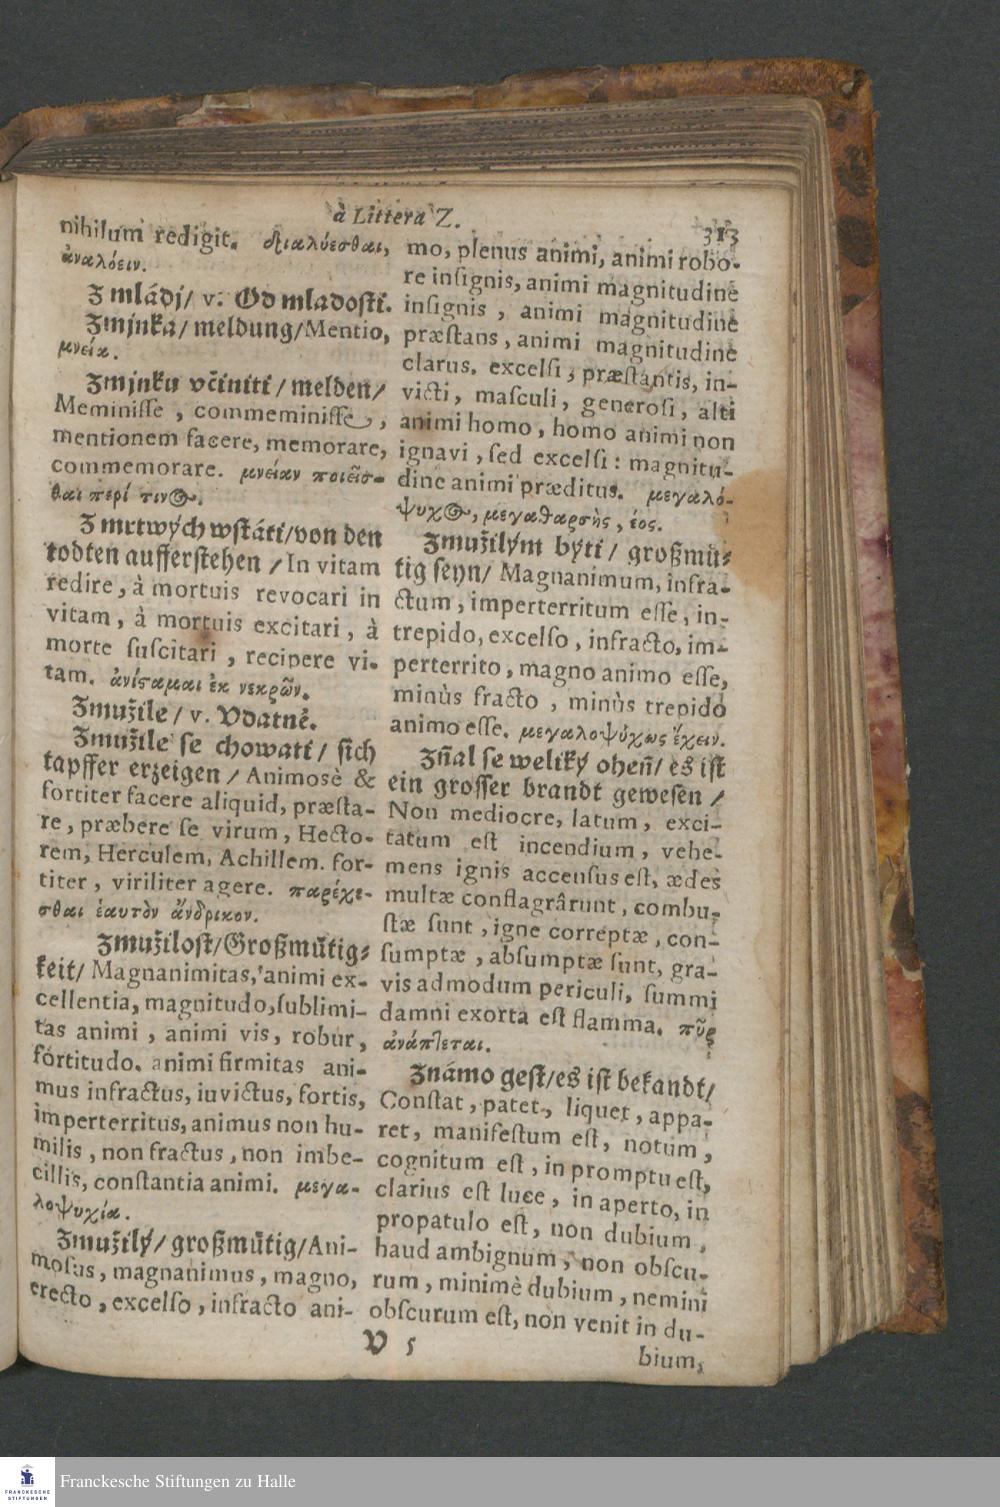 à Littera Z.
313
nihilum redigit. διαλύεσθαι,
ἀναλόειν.
Z mládj/ v. Od mladosti.
Zmjnka/ meldung/ Mentio,
μνεία.
Zmjnku včiniti/ melden/
Meminiſſe, commeminiſſe,
mentionem facere, memorare,
commemorare. μνείαν ποιεῖσ-
θαι περί τινος.
Z mrtwých wstáti/ von den
todten aufferſtehen/ In vitam
redire, à mortuis revocari in
vitam, à mortuis excitari, à
morte ſuſcitari, recipere vi-
tam. ἀνίσταμαι ἐκ νεκρῶν.
Zmužile/ v. Vdatně.
Zmužile ſe chowati/ ſich
tapffer erzeigen/ Animosè &
fortiter facere aliquid, præſta-
re, præbere ſe virum, Hecto-
rem, Herculem, Achillem. for-
titer, viriliter agere. παρέχε-
σθαι ἑαυτὸν ἄνδρικον.
Zmužiloſt/ Großmütig-
keit/ Magnanimitas, animi ex-
cellentia, magnitudo, ſublimi-
tas animi, animi vis, robur,
fortitudo. animi firmitas ani-
mus infractus, iuvictus, fortis,
imperterritus, animus non hu-
milis, non fractus, non imbe-
cillis, conſtantia animi. μεγα-
λοψυχία.
Zmužilý/ großmütig/ Ani-
moſus, magnanimus, magno,
erecto, excelſo, infracto ani-
mo, plenus animi, animi robo-
re inſignis, animi magnitudine
inſignis, animi magnitudine
præſtans, animi magnitudine
clarus. excelſi, præſtantis, in-
victi, maſculi, generoſi, alti
animi homo, homo animi non
ignavi, ſed excelſi: magnitu-
dine animi præditus. μεγαλό-
ψυχος, μεγαθαρσὴς, έος.
Zmužilým býti/ großmü-
tig ſeyn/ Magnanimum, infra-
ctum, imperterritum eſſe, in-
trepido, excelſo, infracto, im-
perterrito, magno animo eſſe,
minùs fracto, minùs trepido
animo eſſe. μεγαλοψύχως ἔχειν.
Zňal ſe weliký oheň/ es iſt
ein groſſer brandt geweſen/
Non mediocre, latum, exci-
tatum eſt incendium, vehe-
mens ignis accenſus eſt, ædes
multæ conflagrârunt, combu-
ſtæ ſunt, igne correptæ, con-
ſumptæ, abſumptæ ſunt, gra-
vis admodum periculi, ſummi
damni exorta eſt flamma. πῦρ
ἀνάπτεται.
Známo geſt/ es iſt bekandt/
Conſtat, patet, liquet, appa-
ret, manifeſtum eſt, notum,
cognitum eſt, in promptu eſt,
clarius eſt luce, in aperto, in
propatulo eſt, non dubium,
haud ambignum, non obſcu-
rum, minimè dubium, nemini
obſcurum eſt, non venit in du-
V 5
bium,
Franckesche Stiftungen zu Halle
FRANCKESCHE
STIFTUNGEN